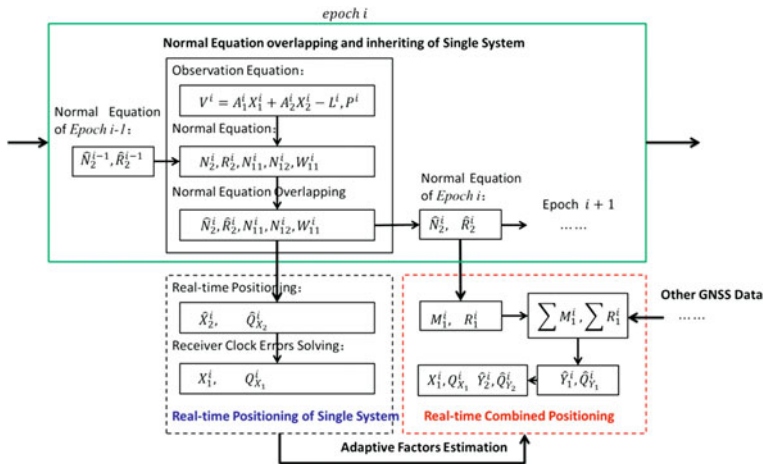 epoch i
Normal Equation overlapping and inheriting of Single System
Observation Equation:
V^i = A_1^i X_1^i + A_2^i X_2^i − L^i, P^i
Normal Equation
of Epoch i-1:
N̂_2^{i−1}, R̂_2^{i−1}
Normal Equation:
N_2^i, R_2^i, N_11^i, N_12^i, W_11^i
Normal Equation Overlapping
N̂_2^i, R̂_2^i, N_11^i, N_12^i, W_11^i
Normal Equation
of Epoch i:
N̂_2^i, R̂_2^i
Epoch i + 1
……
Real-time Positioning:
X̂_2^i, Q̂_{X_2}^i
Receiver Clock Errors Solving:
X_1^i, Q_{X_1}^i
Real-time Positioning of Single System
M_1^i, R_1^i
∑ M_1^i, ∑ R_1^i
Other GNSS Data
……
X_1^i, Q_{X_1}^i Ŷ_2^i, Q̂_{Y_2}^i
Ŷ_1^i, Q̂_{Y_1}^i
Real-time Combined Positioning
Adaptive Factors Estimation